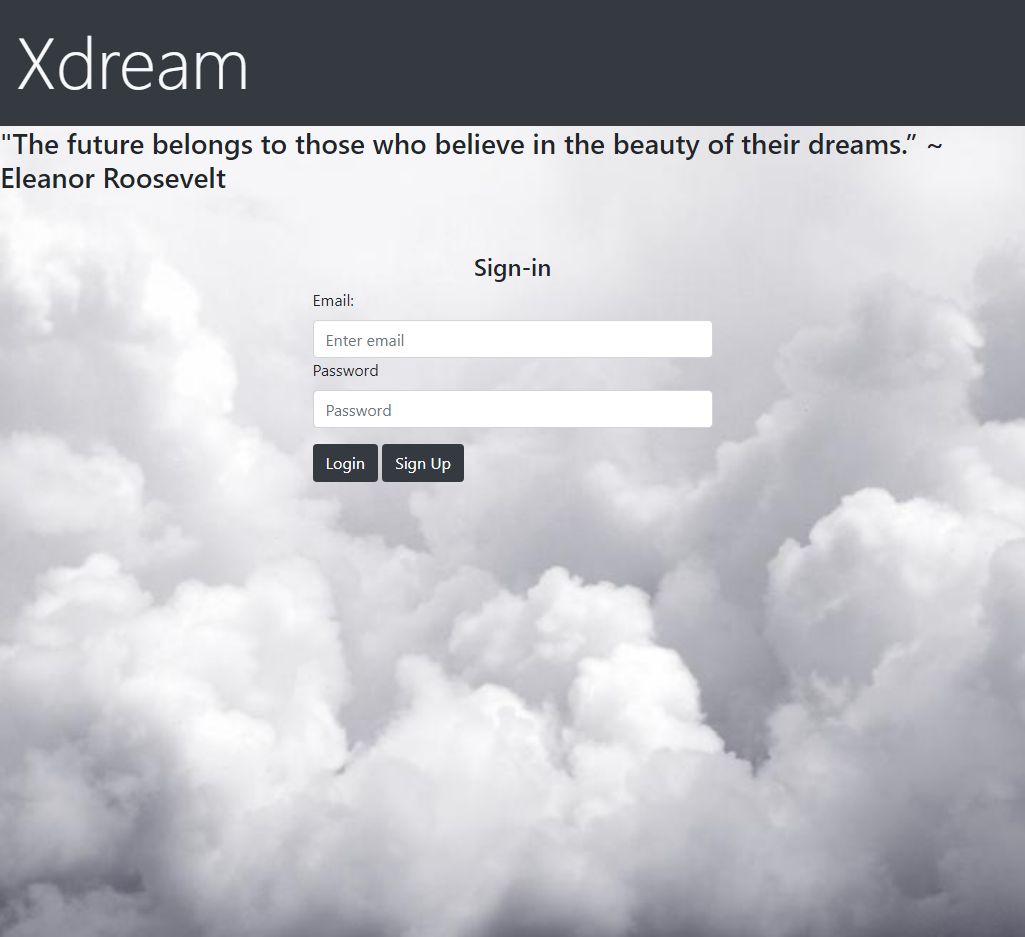 Xdream
"The future belongs to those who believe in the beauty of their dreams.” ~
Eleanor Roosevelt
Sign-in
Email:
Enter email
Password
Password
Login Sign Up